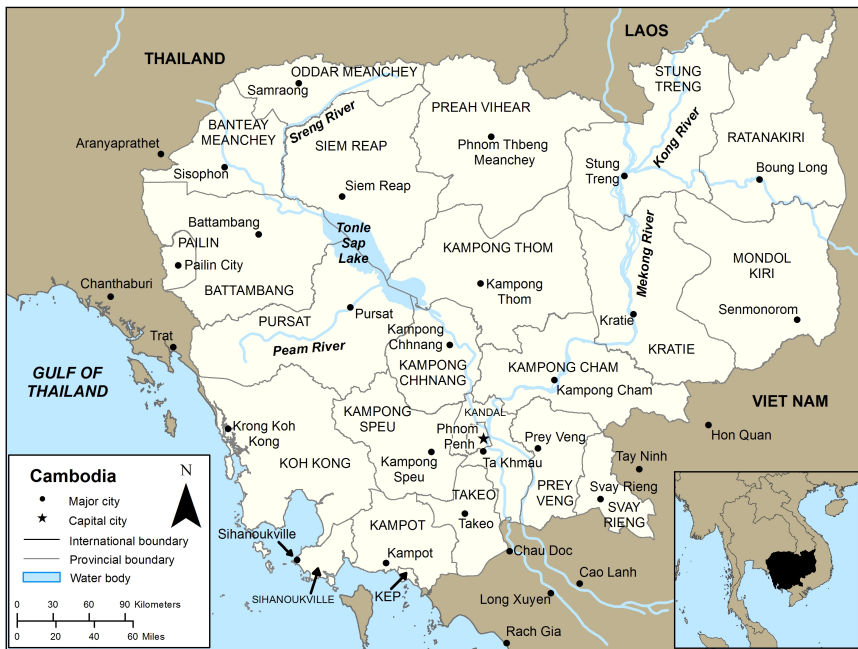 LAOS
THAILAND
ODDAR MEANCHEY
Samraong
STUNG
TRENG
Sreng River
PREAH VIHEAR
Kong River
BANTEAY
MEANCHEY
SIEM REAP
Phnom Thbeng
Meanchey
RATANAKIRI
Aranyaprathet
Sisophon
Stung
Treng
Boung Long
Siem Reap
Battambang
Tonle
Sap
Lake
PAILIN
Pailin City
KAMPONG THOM
Mekong River
MONDOL
KIRI
Chanthaburi
BATTAMBANG
Kampong
Thom
Pursat
PURSAT
Kratie
Senmonorom
Trat
Peam River
Kampong
Chhnang
KRATIE
KAMPONG
CHHNANG
KAMPONG CHAM
Kampong Cham
GULF OF
THAILAND
VIET NAM
KAMPONG
SPEU
KANDAL
Krong Koh
Kong
Phnom
Penh
Prey Veng
Hon Quan
KOH KONG
Kampong
Speu
Ta Khmau
Tay Ninh
PREY
VENG
Svay Rieng
TAKEO
Takeo
SVAY
RIENG
KAMPOT
Sihanoukville
Kampot
Chau Doc
SIHANOUKVILLE
KEP
Cao Lanh
Long Xuyen
Rach Gia
Cambodia
N
Major city
Capital city
International boundary
Provincial boundary
Water body
0 30 60 90 Kilometers
0 20 40 60 Miles